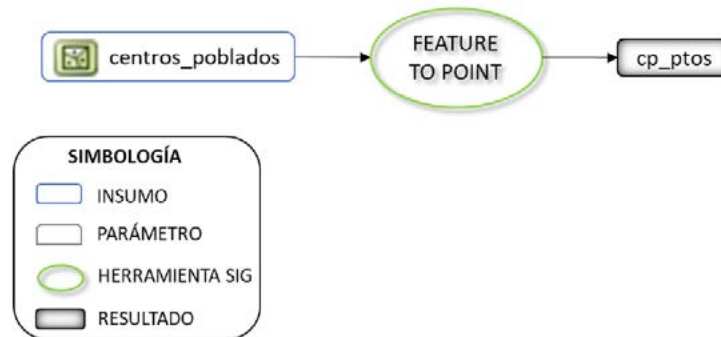 centros_poblados
FEATURE
TO POINT
cp_ptos
SIMBOLOGÍA
INSUMO
PARÁMETRO
HERRAMIENTA SIG
RESULTADO